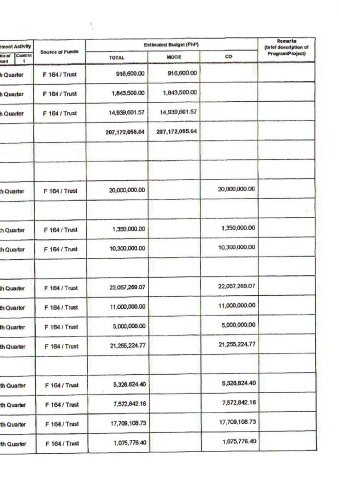 ement Activity | Source of Funds | Estimated Budget (PhP) | Remarks
(brief description of
Program/Project)
TOTAL | MOOE | CO
h Quarter | F 164 / Trust | 916,600.00 | 916,600.00
h Quarter | F 164 / Trust | 1,843,500.00 | 1,843,500.00
h Quarter | F 164 / Trust | 14,939,601.57 | 14,939,601.57
207,172,055.64 | 207,172,055.64
th Quarter | F 164 / Trust | 20,000,000.00 | 20,000,000.00
th Quarter | F 164 / Trust | 1,350,000.00 | 1,350,000.00
th Quarter | F 164 / Trust | 10,300,000.00 | 10,300,000.00
th Quarter | F 164 / Trust | 22,057,269.07 | 22,057,269.07
th Quarter | F 164 / Trust | 11,000,000.00 | 11,000,000.00
th Quarter | F 164 / Trust | 5,000,000.00 | 5,000,000.00
th Quarter | F 164 / Trust | 21,255,224.77 | 21,255,224.77
th Quarter | F 164 / Trust | 5,328,624.40 | 5,328,624.40
th Quarter | F 164 / Trust | 7,572,842.16 | 7,572,842.16
th Quarter | F 164 / Trust | 17,709,108.73 | 17,709,108.73
th Quarter | F 164 / Trust | 1,075,776.40 | 1,075,776.40